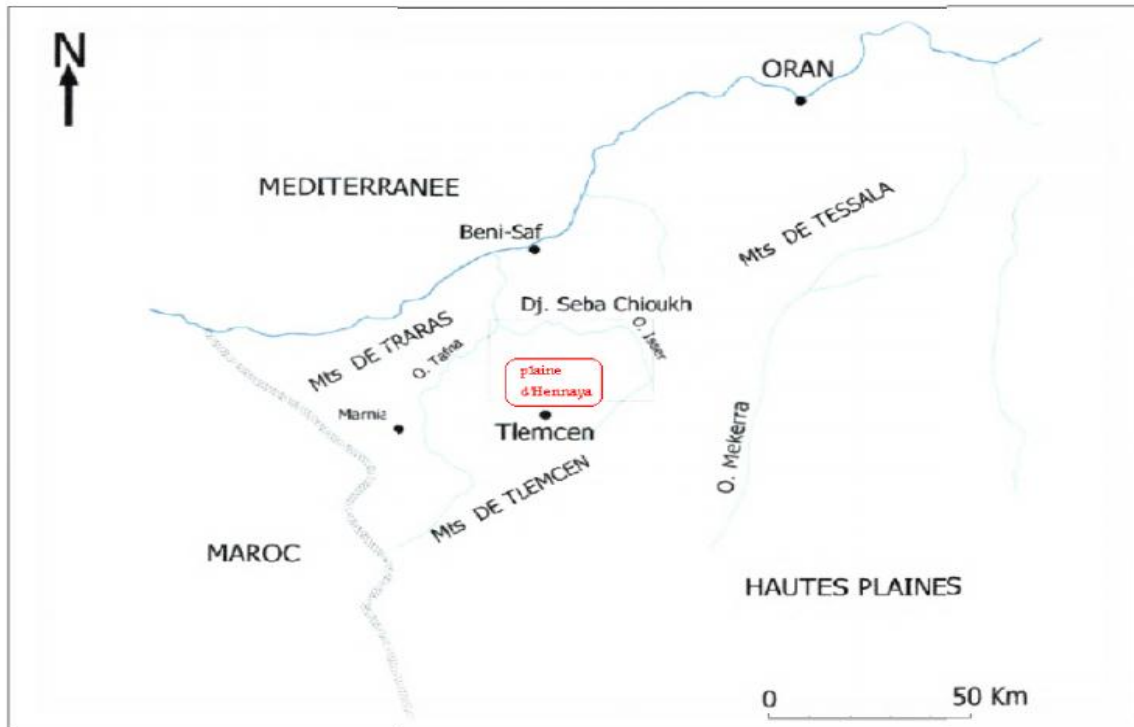 N
ORAN
MEDITERRANEE
Beni-Saf
Mts DE TESSALA
Dj. Seba Chioukh
Mts DE TRARAS
O. Tafna
O. Isser
plaine
d'Hennaya
Marnia
Tlemcen
O. Mekerra
Mts DE TLEMCEN
MAROC
HAUTES PLAINES
0 50 Km